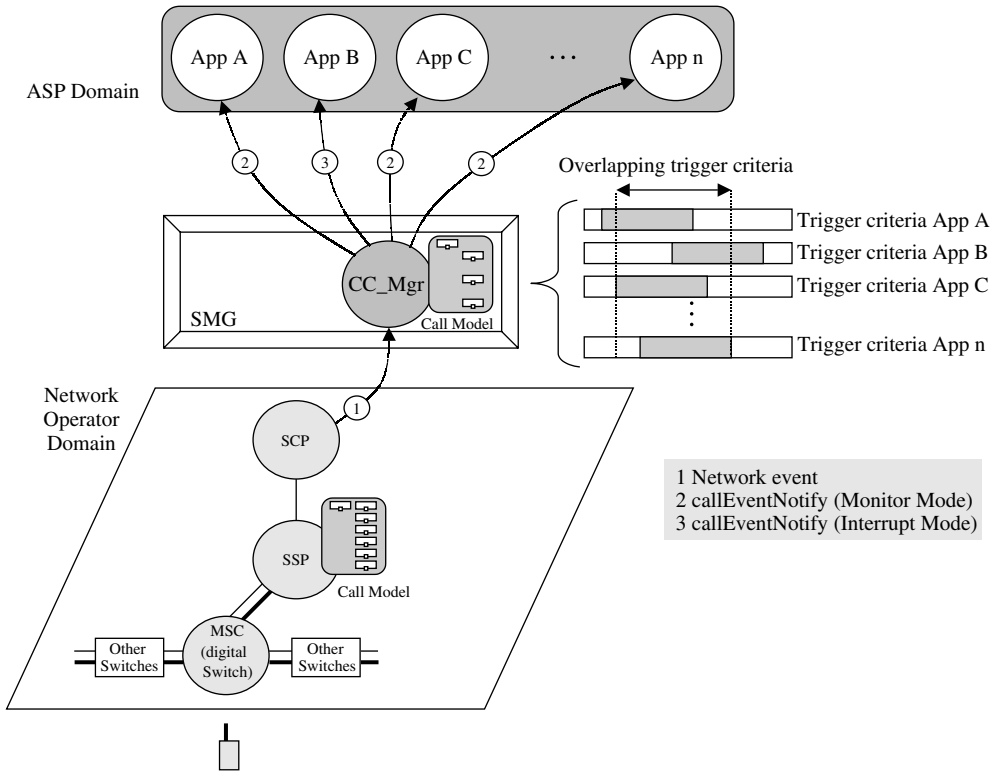 App A
App B
App C
...
App n
ASP Domain
2
3
2
2
Overlapping trigger criteria
Trigger criteria App A
Trigger criteria App B
Trigger criteria App C
Trigger criteria App n
CC_Mgr
SMG
Call Model
Network
Operator
Domain
1
SCP
1 Network event
2 callEventNotify (Monitor Mode)
3 callEventNotify (Interrupt Mode)
SSP
Call Model
MSC
(digital
Switch)
Other
Switches
Other
Switches